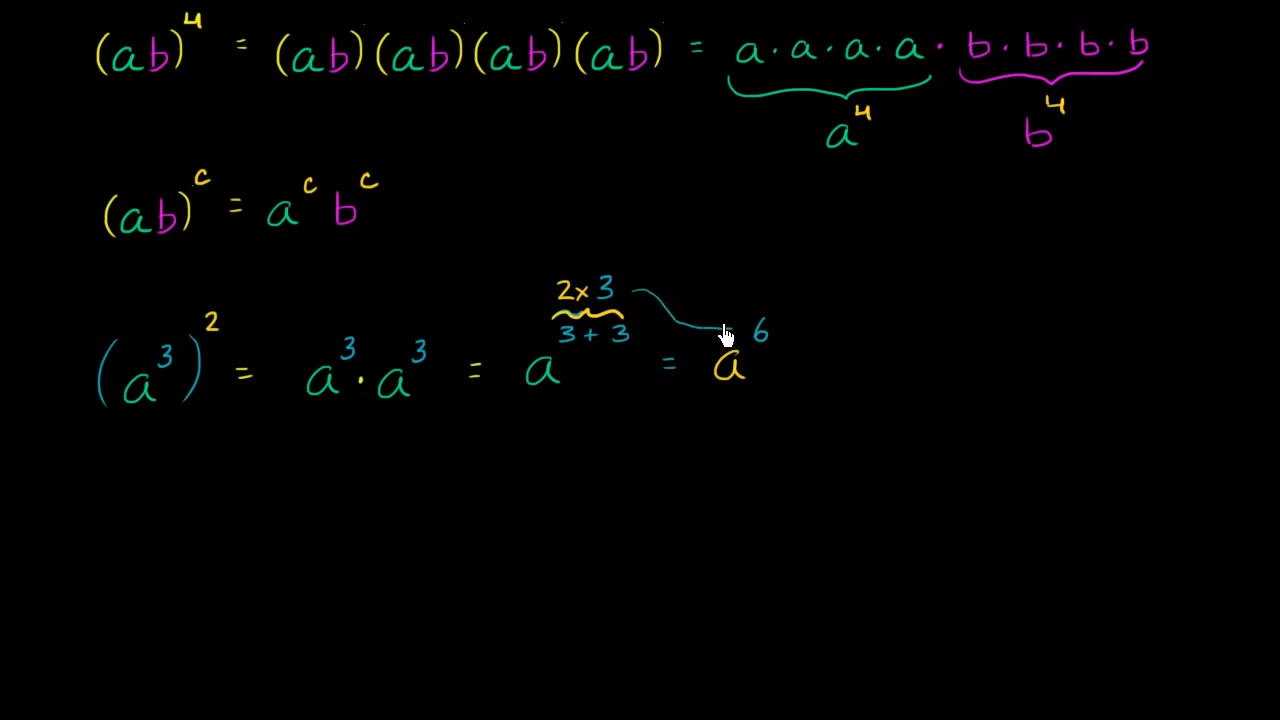 (ab)⁴ = (ab)(ab)(ab)(ab) = a · a · a · a · b · b · b · b
a⁴ b⁴
(ab)ᶜ = aᶜ bᶜ
2×3
(a³)² = a³ · a³ = a³⁺³ = a⁶